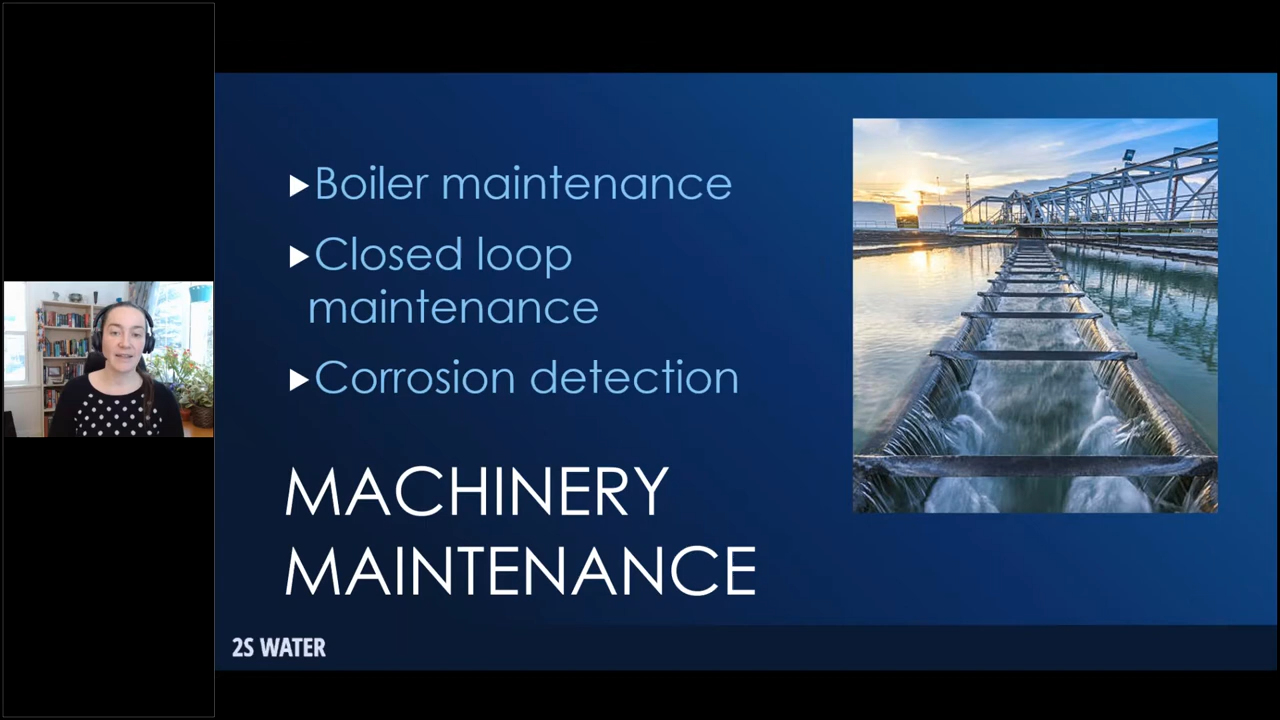 ►Boiler maintenance
►Closed loop
maintenance
►Corrosion detection
MACHINERY
MAINTENANCE
2S WATER